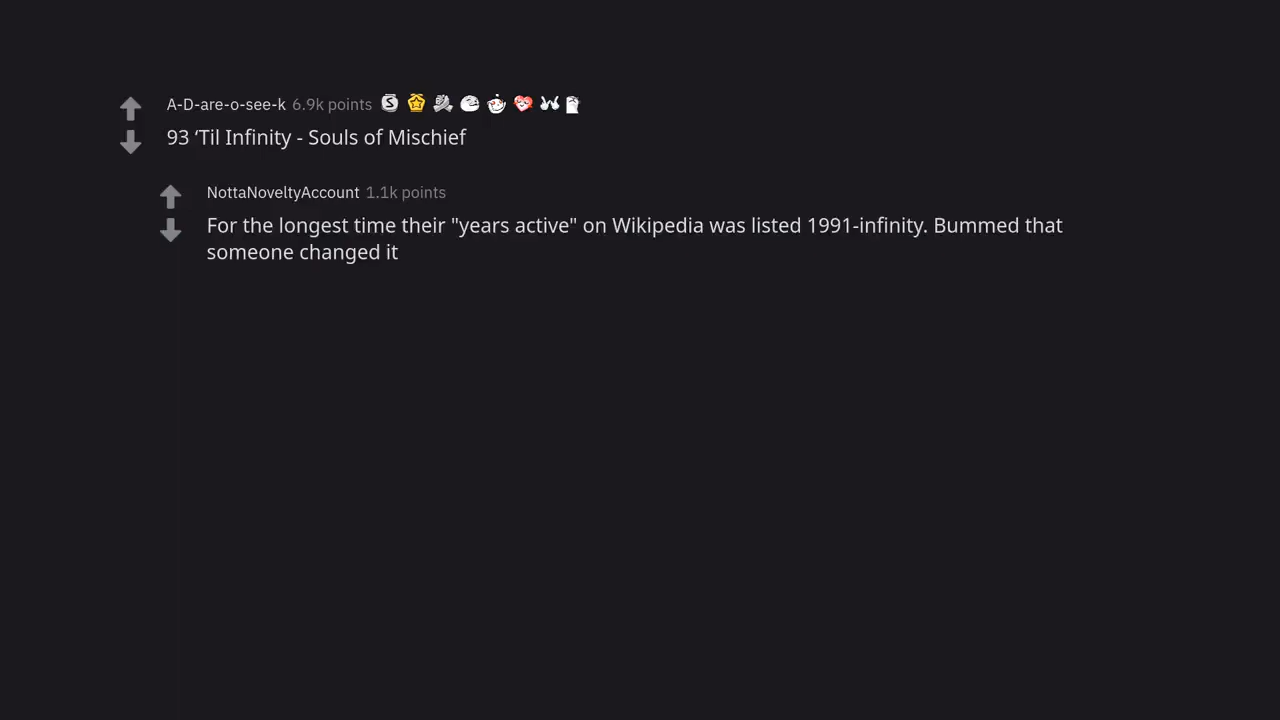 A-D-are-o-see-k 6.9k points
93 ‘Til Infinity - Souls of Mischief
NottaNoveltyAccount 1.1k points
For the longest time their "years active" on Wikipedia was listed 1991-infinity. Bummed that
someone changed it